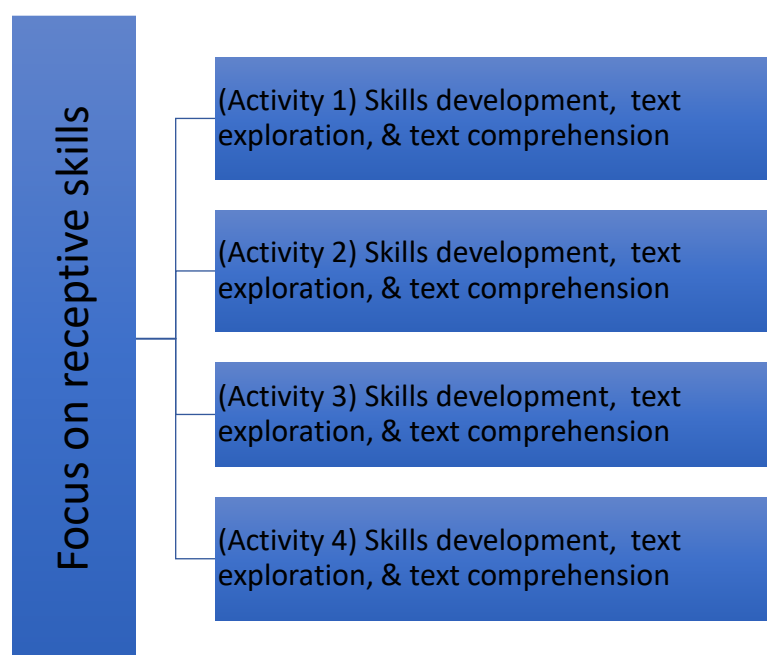 Focus on receptive skills
(Activity 1) Skills development,  text
exploration, & text comprehension
(Activity 2) Skills development,  text
exploration, & text comprehension
(Activity 3) Skills development,  text
exploration, & text comprehension
(Activity 4) Skills development,  text
exploration, & text comprehension